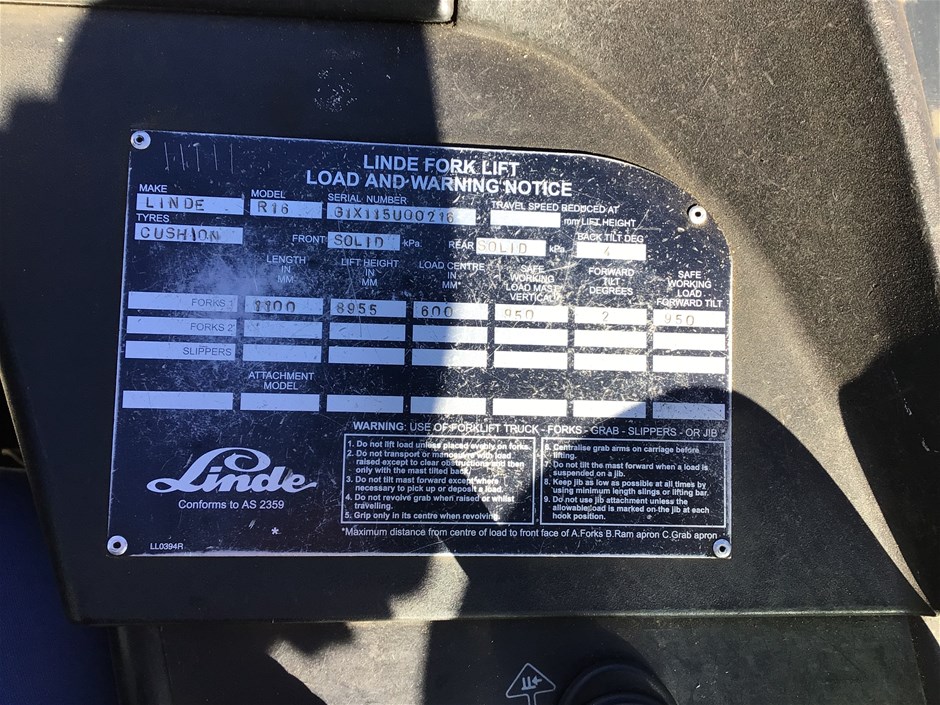 LINDE FORK LIFT
LOAD AND WARNING NOTICE
MAKE MODEL SERIAL NUMBER TRAVEL SPEED REDUCED AT
LINDE R16 G1X115U00216 mm LIFT HEIGHT
TYRES BACK TILT DEG
CUSHION FRONT SOLID kPa REAR SOLID kPa 4
LENGTH IN MM LIFT HEIGHT IN MM LOAD CENTRE IN MM* SAFE WORKING LOAD MAST VERTICAL FORWARD TILT DEGREES SAFE WORKING LOAD FORWARD TILT
FORKS 1 1100 8955 600 950 2 950
FORKS 2
SLIPPERS
ATTACHMENT MODEL
WARNING: USE OF FORKLIFT TRUCK - FORKS - GRAB - SLIPPERS - OR JIB
1. Do not lift load unless placed evenly on forks.
2. Do not transport or manoeuvre with load
raised except to clear obstructions and then
only with the mast tilted back.
3. Do not tilt mast forward except where
necessary to pick up or deposit a load.
4. Do not revolve grab when raised or whilst
travelling.
5. Grip only in its centre when revolving.
6. Centralise grab arms on carriage before
lifting.
7. Do not tilt the mast forward when a load is
suspended on a jib.
8. Keep jib as low as possible at all times by
using minimum length slings or lifting bar.
9. Do not use jib attachment unless the
allowable load is marked on the jib at each
hook position.
Linde
Conforms to AS 2359
*
*Maximum distance from centre of load to front face of A.Forks B.Ram apron C.Grab apron
LL0394R